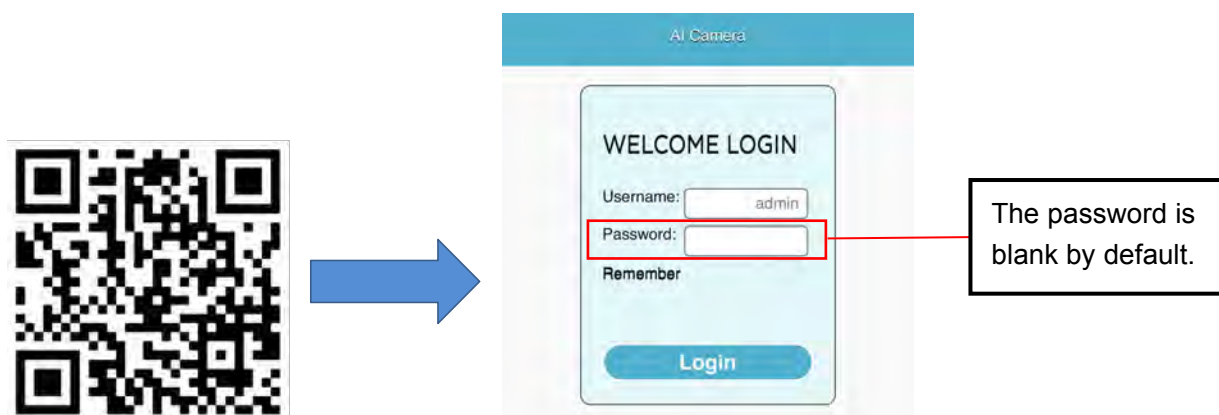 AI Camera
WELCOME LOGIN
Username: admin
Password:
Remember
Login
The password is
blank by default.